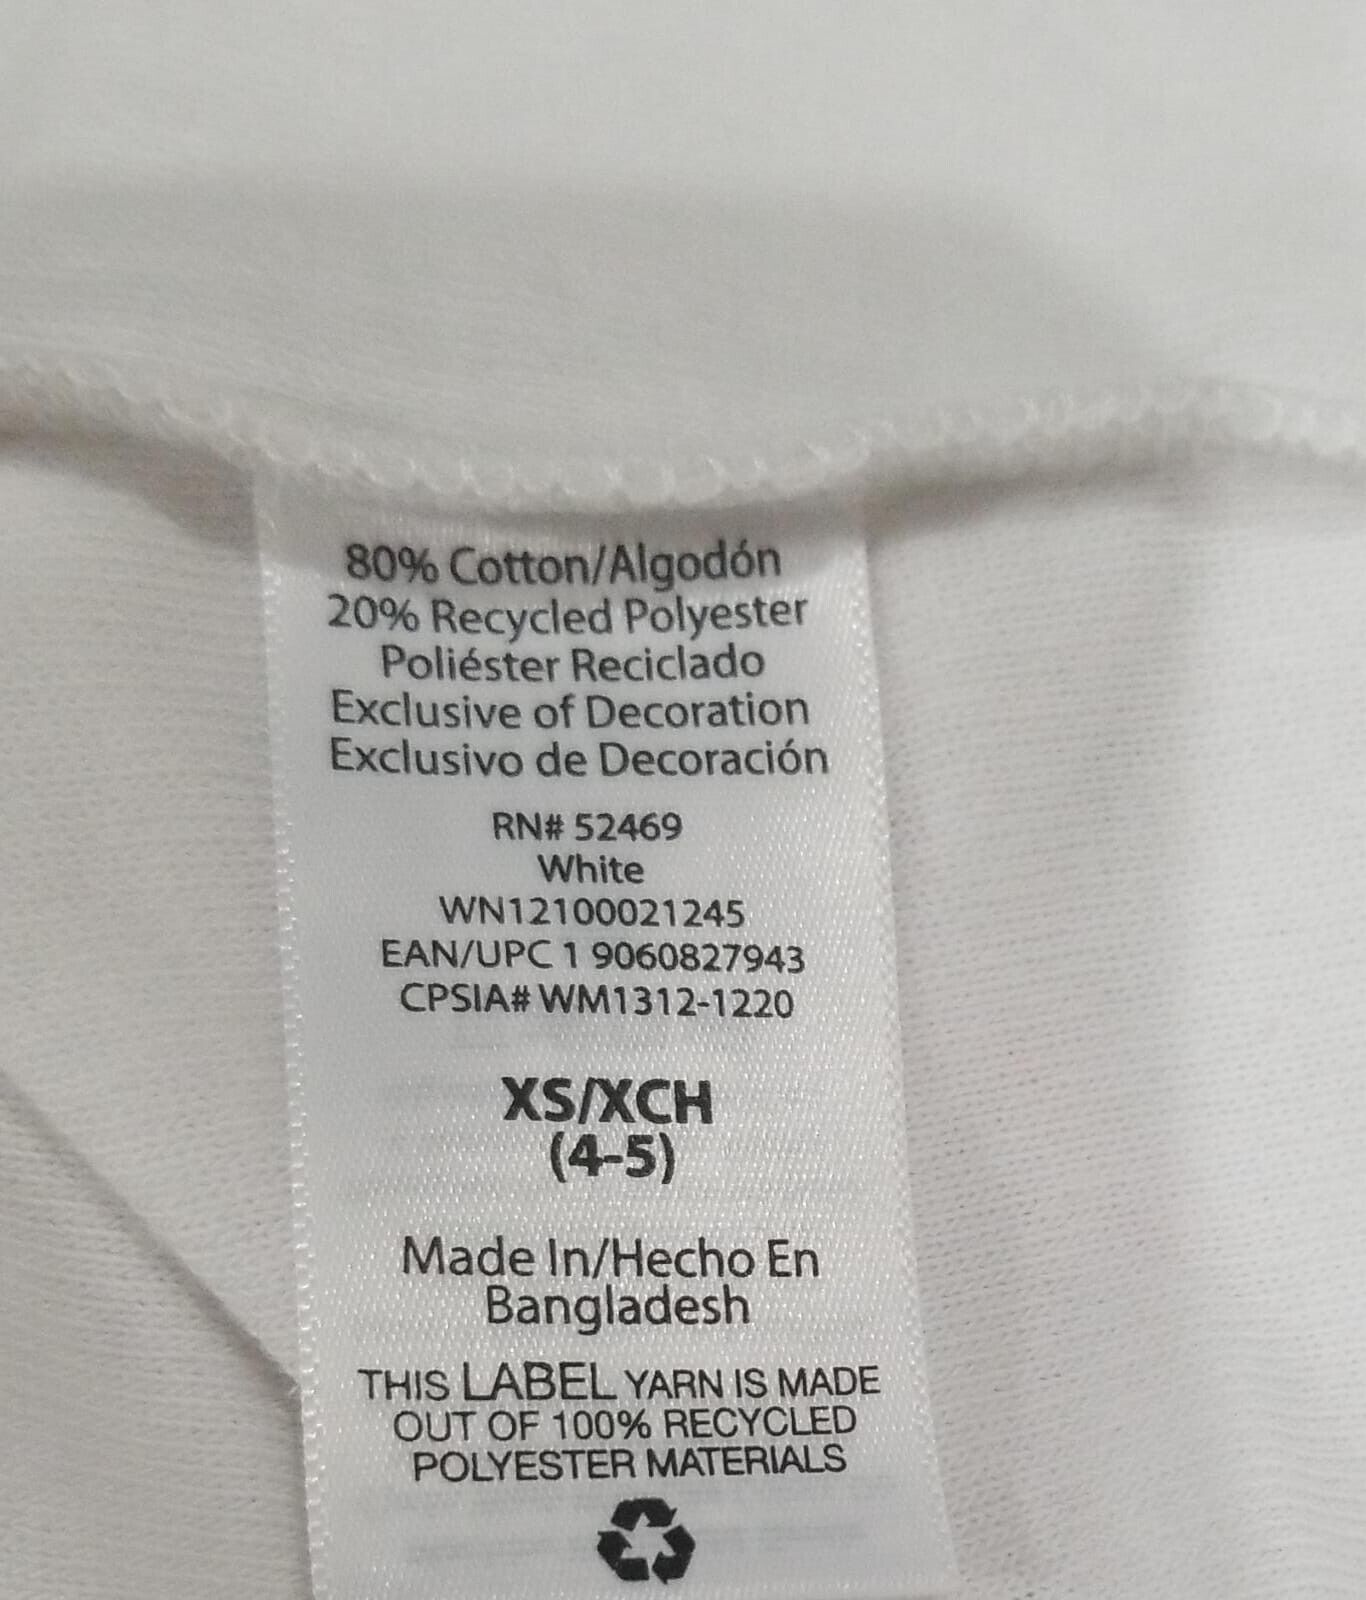 80% Cotton/Algodón
20% Recycled Polyester
Poliéster Reciclado
Exclusive of Decoration
Exclusivo de Decoración
RN# 52469
White
WN12100021245
EAN/UPC 1 9060827943
CPSIA# WM1312-1220
XS/XCH
(4-5)
Made In/Hecho En
Bangladesh
THIS LABEL YARN IS MADE
OUT OF 100% RECYCLED
POLYESTER MATERIALS